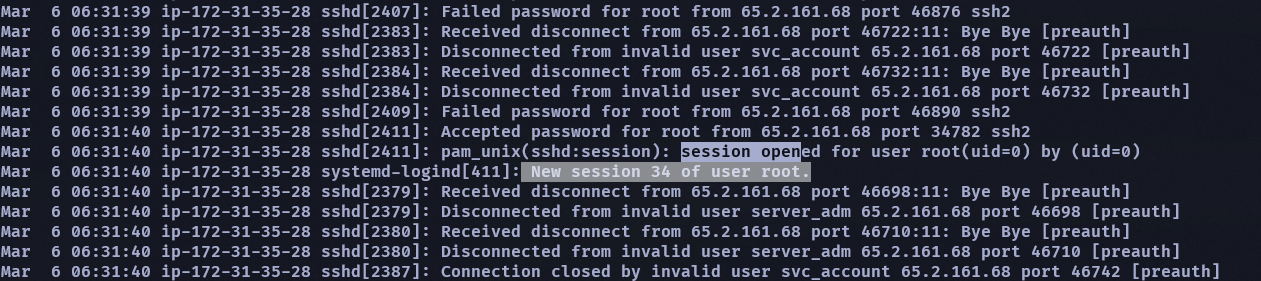 Mar  6 06:31:39 ip-172-31-35-28 sshd[2407]: Failed password for root from 65.2.161.68 port 46876 ssh2
Mar  6 06:31:39 ip-172-31-35-28 sshd[2383]: Received disconnect from 65.2.161.68 port 46722:11: Bye Bye [preauth]
Mar  6 06:31:39 ip-172-31-35-28 sshd[2383]: Disconnected from invalid user svc_account 65.2.161.68 port 46722 [preauth]
Mar  6 06:31:39 ip-172-31-35-28 sshd[2384]: Received disconnect from 65.2.161.68 port 46732:11: Bye Bye [preauth]
Mar  6 06:31:39 ip-172-31-35-28 sshd[2384]: Disconnected from invalid user svc_account 65.2.161.68 port 46732 [preauth]
Mar  6 06:31:39 ip-172-31-35-28 sshd[2409]: Failed password for root from 65.2.161.68 port 46890 ssh2
Mar  6 06:31:40 ip-172-31-35-28 sshd[2411]: Accepted password for root from 65.2.161.68 port 34782 ssh2
Mar  6 06:31:40 ip-172-31-35-28 sshd[2411]: pam_unix(sshd:session): session opened for user root(uid=0) by (uid=0)
Mar  6 06:31:40 ip-172-31-35-28 systemd-logind[411]: New session 34 of user root.
Mar  6 06:31:40 ip-172-31-35-28 sshd[2379]: Received disconnect from 65.2.161.68 port 46698:11: Bye Bye [preauth]
Mar  6 06:31:40 ip-172-31-35-28 sshd[2379]: Disconnected from invalid user server_adm 65.2.161.68 port 46698 [preauth]
Mar  6 06:31:40 ip-172-31-35-28 sshd[2380]: Received disconnect from 65.2.161.68 port 46710:11: Bye Bye [preauth]
Mar  6 06:31:40 ip-172-31-35-28 sshd[2380]: Disconnected from invalid user server_adm 65.2.161.68 port 46710 [preauth]
Mar  6 06:31:40 ip-172-31-35-28 sshd[2387]: Connection closed by invalid user svc_account 65.2.161.68 port 46742 [preauth]